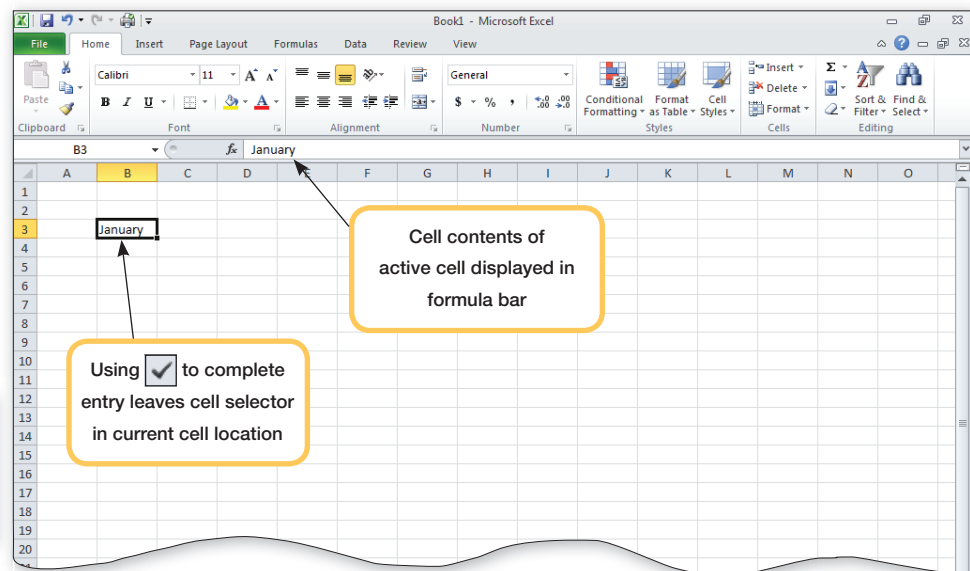 Book1 - Microsoft Excel
File Home Insert Page Layout Formulas Data Review View
Calibri 11 A A General Insert Σ
Paste B I U A $ % , .0 .00 .00 .0 Conditional Formatting Format as Table Cell Styles Delete Format Sort & Filter Find & Select
Clipboard Font Alignment Number Styles Cells Editing
B3 fx January
A B C D E F G H I J K L M N O
1
2
3 January
4
5
6
7
8
9
10
11
12
13
14
15
16
17
18
19
20
Cell contents of
active cell displayed in
formula bar
Using ✓ to complete
entry leaves cell selector
in current cell location